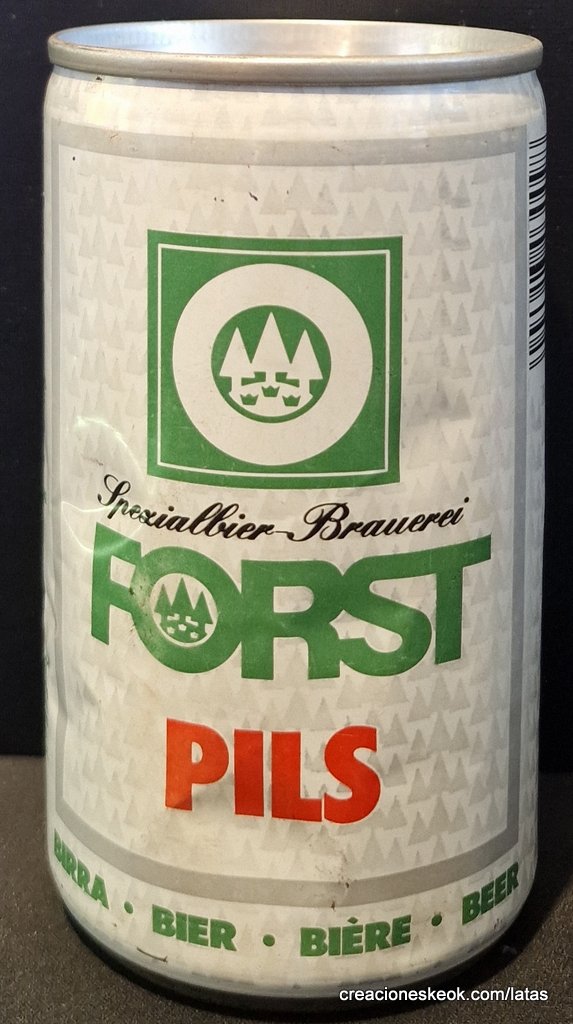 Spezialbier-Brauerei
FORST
PILS
BIRRA • BIER • BIÈRE • BEER
creacioneskeok.com/latas